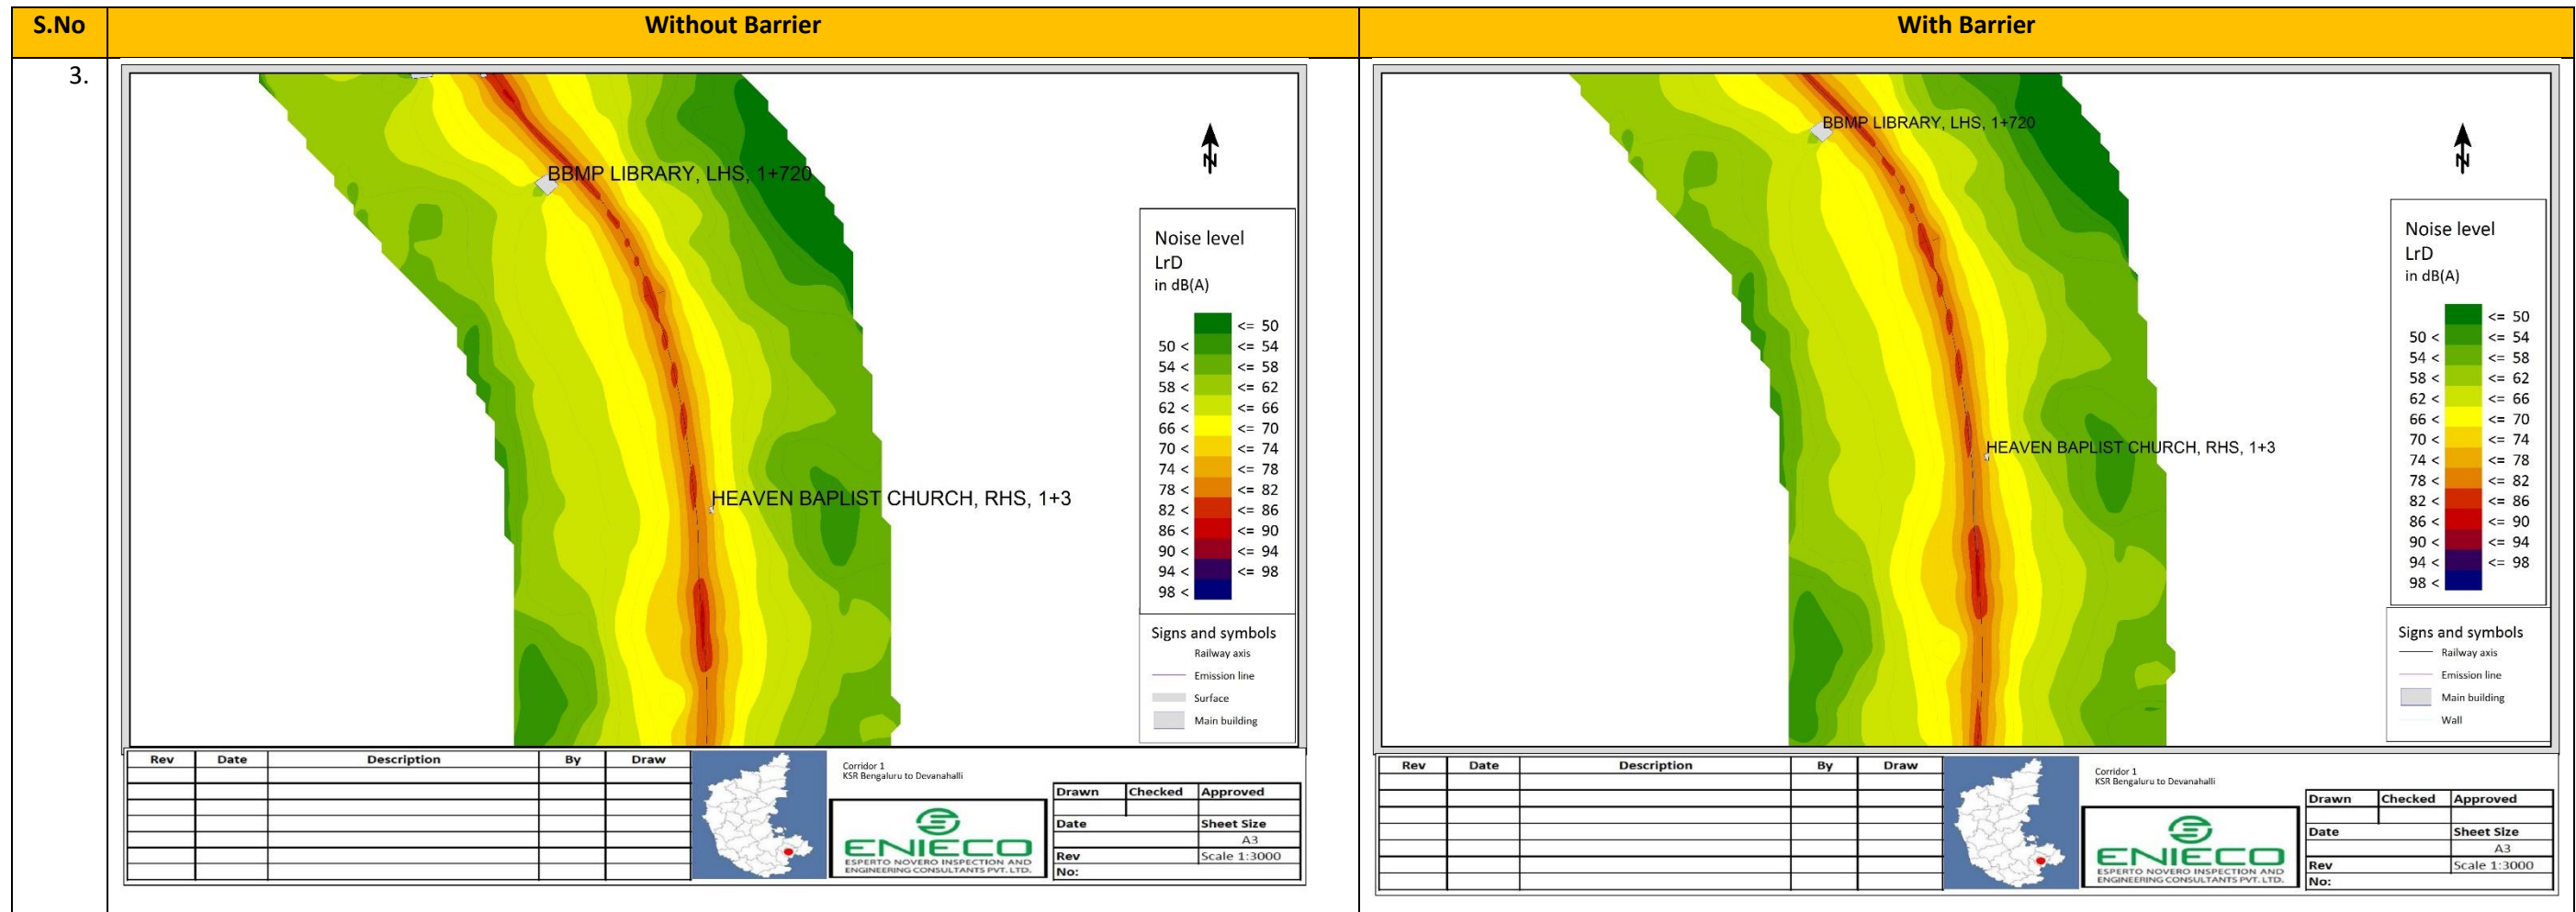 S.No Without Barrier With Barrier
3.
BBMP LIBRARY, LHS, 1+720
HEAVEN BAPLIST CHURCH, RHS, 1+3
N
Noise level
LrD
in dB(A)
<= 50
50 < <= 54
54 < <= 58
58 < <= 62
62 < <= 66
66 < <= 70
70 < <= 74
74 < <= 78
78 < <= 82
82 < <= 86
86 < <= 90
90 < <= 94
94 < <= 98
98 <
Signs and symbols
Railway axis
Emission line
Surface
Main building
Rev Date Description By Draw
Corridor 1
KSR Bengaluru to Devanahalli
ENIECO
ESPERTO NOVERO INSPECTION AND
ENGINEERING CONSULTANTS PVT. LTD.
Drawn Checked Approved
Date Sheet Size
A3
Rev Scale 1:3000
No:
BBMP LIBRARY, LHS, 1+720
HEAVEN BAPLIST CHURCH, RHS, 1+3
N
Noise level
LrD
in dB(A)
<= 50
50 < <= 54
54 < <= 58
58 < <= 62
62 < <= 66
66 < <= 70
70 < <= 74
74 < <= 78
78 < <= 82
82 < <= 86
86 < <= 90
90 < <= 94
94 < <= 98
98 <
Signs and symbols
Railway axis
Emission line
Main building
Wall
Rev Date Description By Draw
Corridor 1
KSR Bengaluru to Devanahalli
ENIECO
ESPERTO NOVERO INSPECTION AND
ENGINEERING CONSULTANTS PVT. LTD.
Drawn Checked Approved
Date Sheet Size
A3
Rev Scale 1:3000
No: